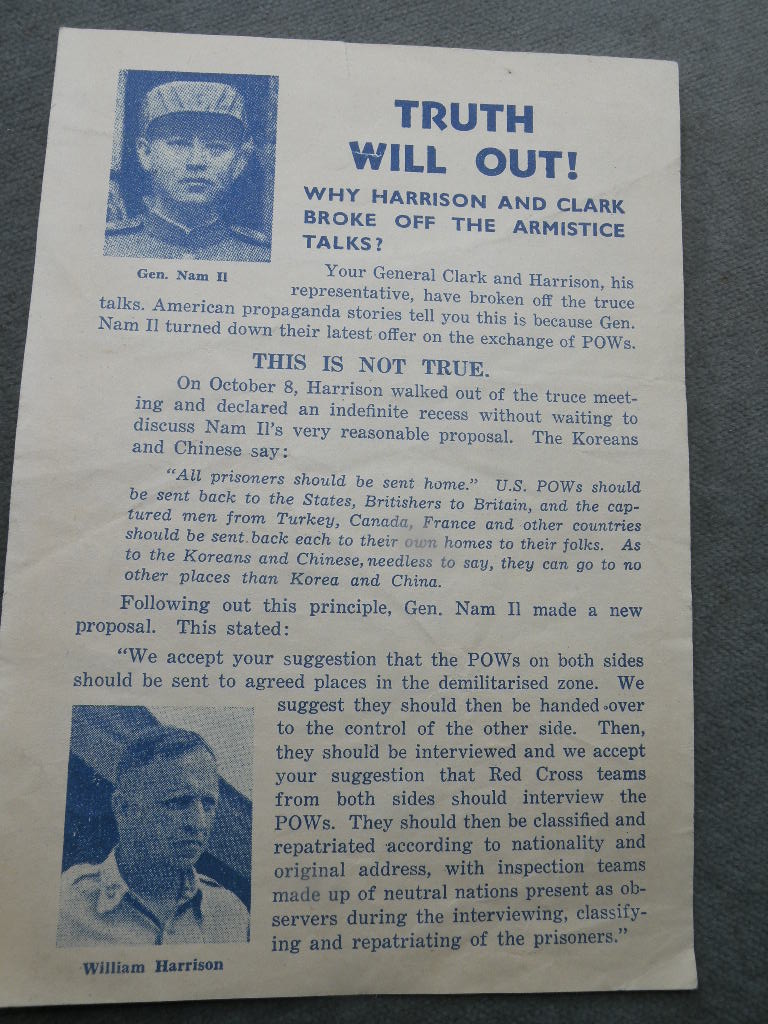 TRUTH
WILL OUT!
WHY HARRISON AND CLARK
BROKE OFF THE ARMISTICE
TALKS?
Gen. Nam Il
Your General Clark and Harrison, his
representative, have broken off the truce
talks. American propaganda stories tell you this is because Gen.
Nam Il turned down their latest offer on the exchange of POWs.
THIS IS NOT TRUE.
On October 8, Harrison walked out of the truce meet-
ing and declared an indefinite recess without waiting to
discuss Nam Il's very reasonable proposal. The Koreans
and Chinese say:
"All prisoners should be sent home." U.S. POWs should
be sent back to the States, Britishers to Britain, and the cap-
tured men from Turkey, Canada, France and other countries
should be sent back each to their own homes to their folks. As
to the Koreans and Chinese, needless to say, they can go to no
other places than Korea and China.
Following out this principle, Gen. Nam Il made a new
proposal. This stated:
"We accept your suggestion that the POWs on both sides
should be sent to agreed places in the demilitarised zone. We
suggest they should then be handed over
to the control of the other side. Then,
they should be interviewed and we accept
your suggestion that Red Cross teams
from both sides should interview the
POWs. They should then be classified and
repatriated according to nationality and
original address, with inspection teams
made up of neutral nations present as ob-
servers during the interviewing, classify-
ing and repatriating of the prisoners."
William Harrison